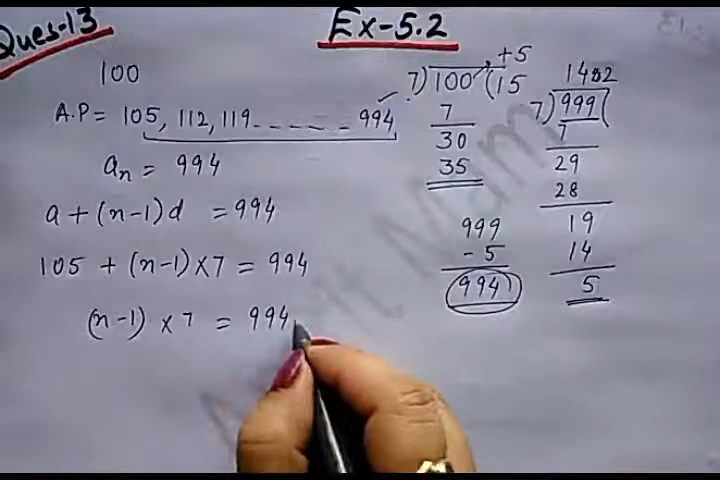 Ques-13
Ex-5.2
100
A.P = 105, 112, 119 - - - - - 994
aₙ = 994
a + (n-1)d = 994
105 + (n-1) × 7 = 994
(n-1) × 7 = 994
+5
7) 100 (15
7
30
35
999
- 5
994
142
7) 999 (
7
29
28
19
14
5